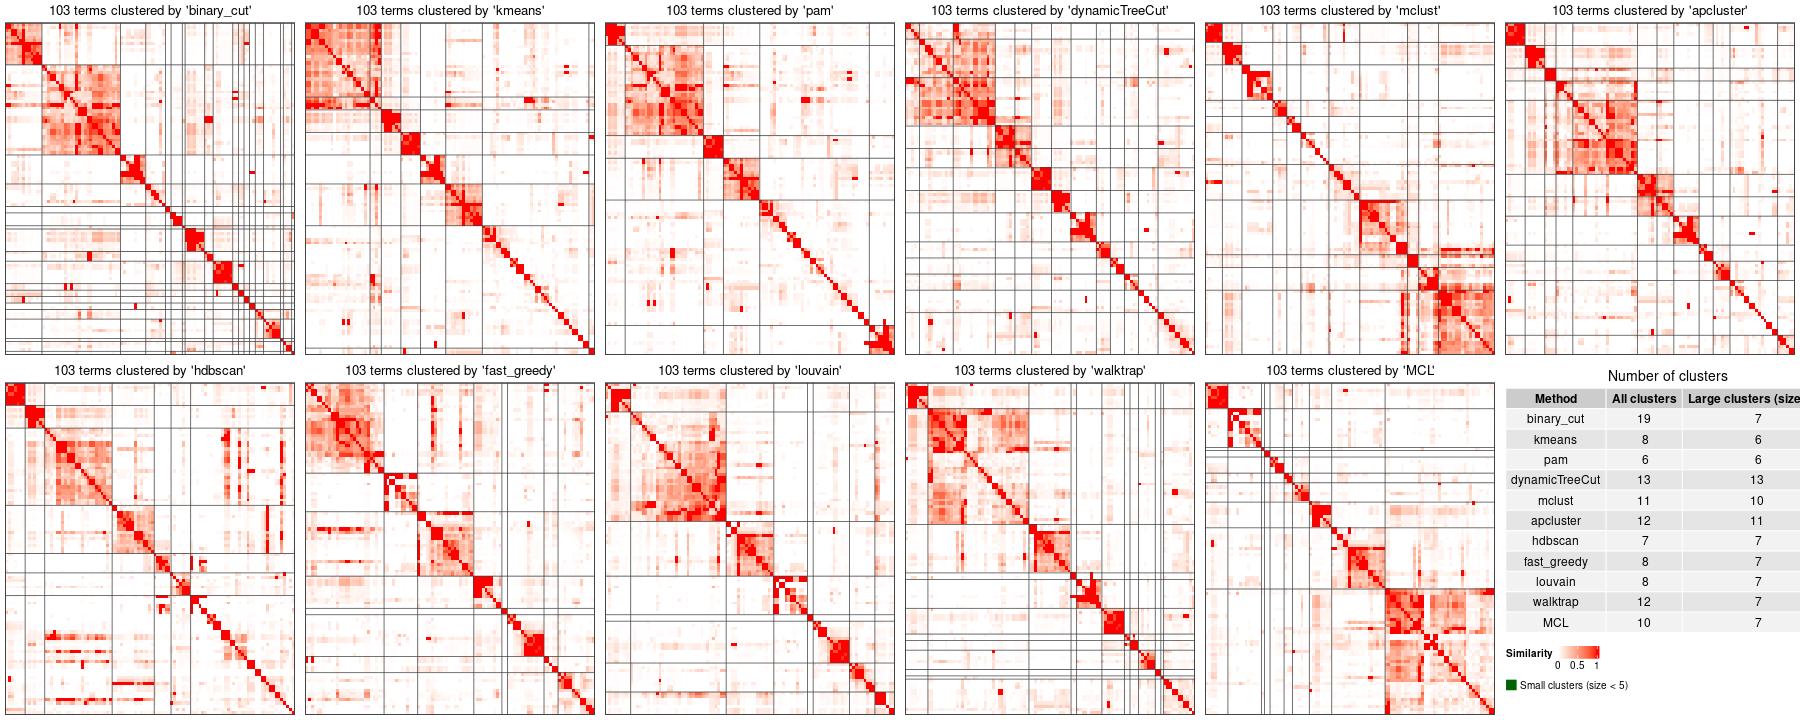 103 terms clustered by 'binary_cut'
103 terms clustered by 'kmeans'
103 terms clustered by 'pam'
103 terms clustered by 'dynamicTreeCut'
103 terms clustered by 'mclust'
103 terms clustered by 'apcluster'
103 terms clustered by 'hdbscan'
103 terms clustered by 'fast_greedy'
103 terms clustered by 'louvain'
103 terms clustered by 'walktrap'
103 terms clustered by 'MCL'
Number of clusters
Method All clusters Large clusters (size
binary_cut 19 7
kmeans 8 6
pam 6 6
dynamicTreeCut 13 13
mclust 11 10
apcluster 12 11
hdbscan 7 7
fast_greedy 8 7
louvain 8 7
walktrap 12 7
MCL 10 7
Similarity
0 0.5 1
Small clusters (size < 5)